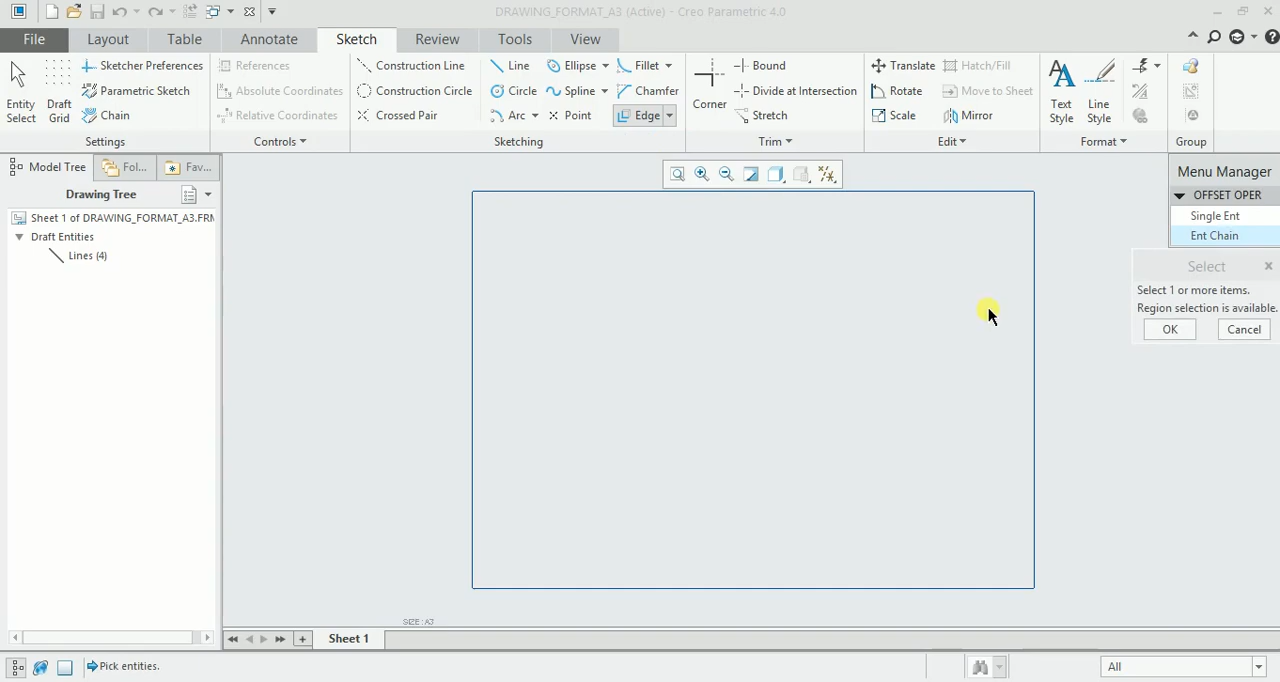 DRAWING_FORMAT_A3 (Active) - Creo Parametric 4.0
File Layout Table Annotate Sketch Review Tools View
Entity Select
Draft Grid
Sketcher Preferences
Parametric Sketch
Chain
Settings
References
Absolute Coordinates
Relative Coordinates
Controls
Construction Line
Construction Circle
Crossed Pair
Line
Circle
Arc
Ellipse
Spline
Point
Fillet
Chamfer
Edge
Sketching
Corner
Bound
Divide at Intersection
Stretch
Trim
Translate
Rotate
Scale
Hatch/Fill
Move to Sheet
Mirror
Edit
Text Style
Line Style
Format
Group
Model Tree
Fol...
Fav...
Drawing Tree
Sheet 1 of DRAWING_FORMAT_A3.FRM
Draft Entities
Lines (4)
Menu Manager
OFFSET OPER
Single Ent
Ent Chain
Select
Select 1 or more items.
Region selection is available.
OK Cancel
SIZE : A3
Sheet 1
Pick entities.
All